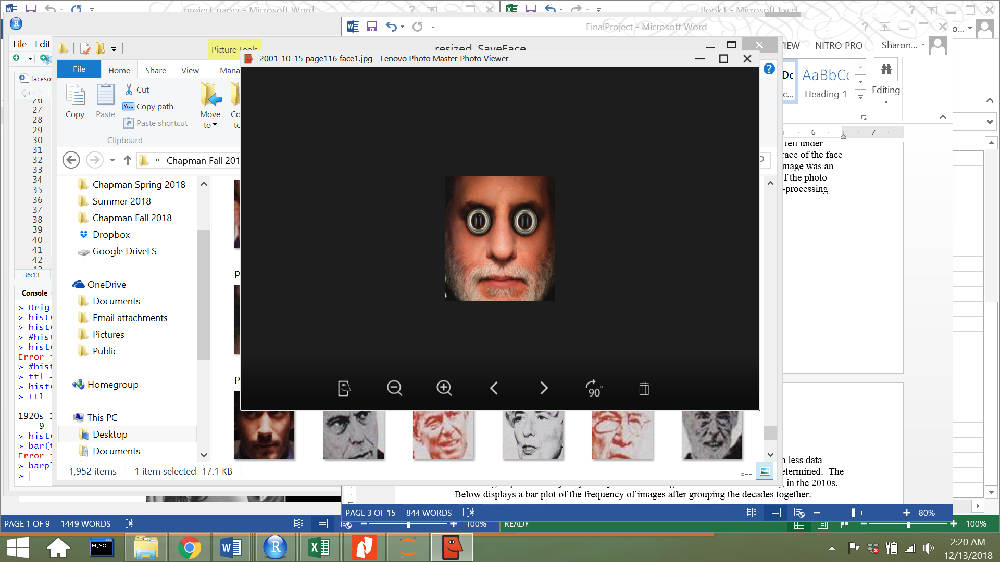 project_paper - Microsoft Word
Book1 - Microsoft Excel
FinalProject - Microsoft Word
File Edit
Picture Tools
resized_SaveFace
VIEW NITRO PRO Sharon...
2001-10-15 page116 face1.jpg - Lenovo Photo Master Photo Viewer
File Home Share View Mana
Cut
Copy path
Paste shortcut
Copy Paste Move to
Clipboard
AaBbCc
Heading 1
Editing
26
27
28
29
30
31
32
33
34
35
36
37
38
39
40
41
42
36:13
« Chapman Fall 201
6 7
Chapman Spring 2018
Summer 2018
Chapman Fall 2018
Dropbox
Google DriveFS
OneDrive
Documents
Email attachments
Pictures
Public
Homegroup
This PC
Desktop
Documents
1,952 items 1 item selected 17.1 KB
fell under
race of the face
image was an
of the photo
-processing
Console
> Orig
> hist(
> hist(
> #hist
> hist(
Error
> #hist
> tt1
> hist(
> tt1
1920s
9
> hist(
> bar(
Error
> barp
>
90°
less data
etermined. The
in the 2010s.
Below displays a bar plot of the frequency of images after grouping the decades together.
PAGE 3 OF 15 844 WORDS 80%
PAGE 1 OF 9 1449 WORDS 100%
READY 100%
MySQL>
2:20 AM
12/13/2018